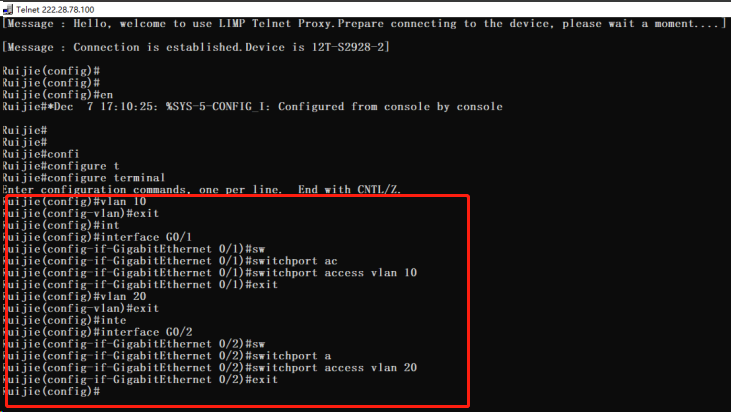 Telnet 222.28.78.100
[Message : Hello, welcome to use LIMP Telnet Proxy.Prepare connecting to the device, please wait a moment....]
[Message : Connection is established.Device is 12T-S2928-2]
Ruijie(config)#
Ruijie(config)#
Ruijie(config)#en
Ruijie#*Dec  7 17:10:25: %SYS-5-CONFIG_I: Configured from console by console
Ruijie#
Ruijie#
Ruijie#confi
Ruijie#configure t
Ruijie#configure terminal
Enter configuration commands, one per line.  End with CNTL/Z.
Ruijie(config)#vlan 10
Ruijie(config-vlan)#exit
Ruijie(config)#int
Ruijie(config)#interface G0/1
Ruijie(config-if-GigabitEthernet 0/1)#sw
Ruijie(config-if-GigabitEthernet 0/1)#switchport ac
Ruijie(config-if-GigabitEthernet 0/1)#switchport access vlan 10
Ruijie(config-if-GigabitEthernet 0/1)#exit
Ruijie(config)#vlan 20
Ruijie(config-vlan)#exit
Ruijie(config)#inte
Ruijie(config)#interface G0/2
Ruijie(config-if-GigabitEthernet 0/2)#sw
Ruijie(config-if-GigabitEthernet 0/2)#switchport a
Ruijie(config-if-GigabitEthernet 0/2)#switchport access vlan 20
Ruijie(config-if-GigabitEthernet 0/2)#exit
Ruijie(config)#